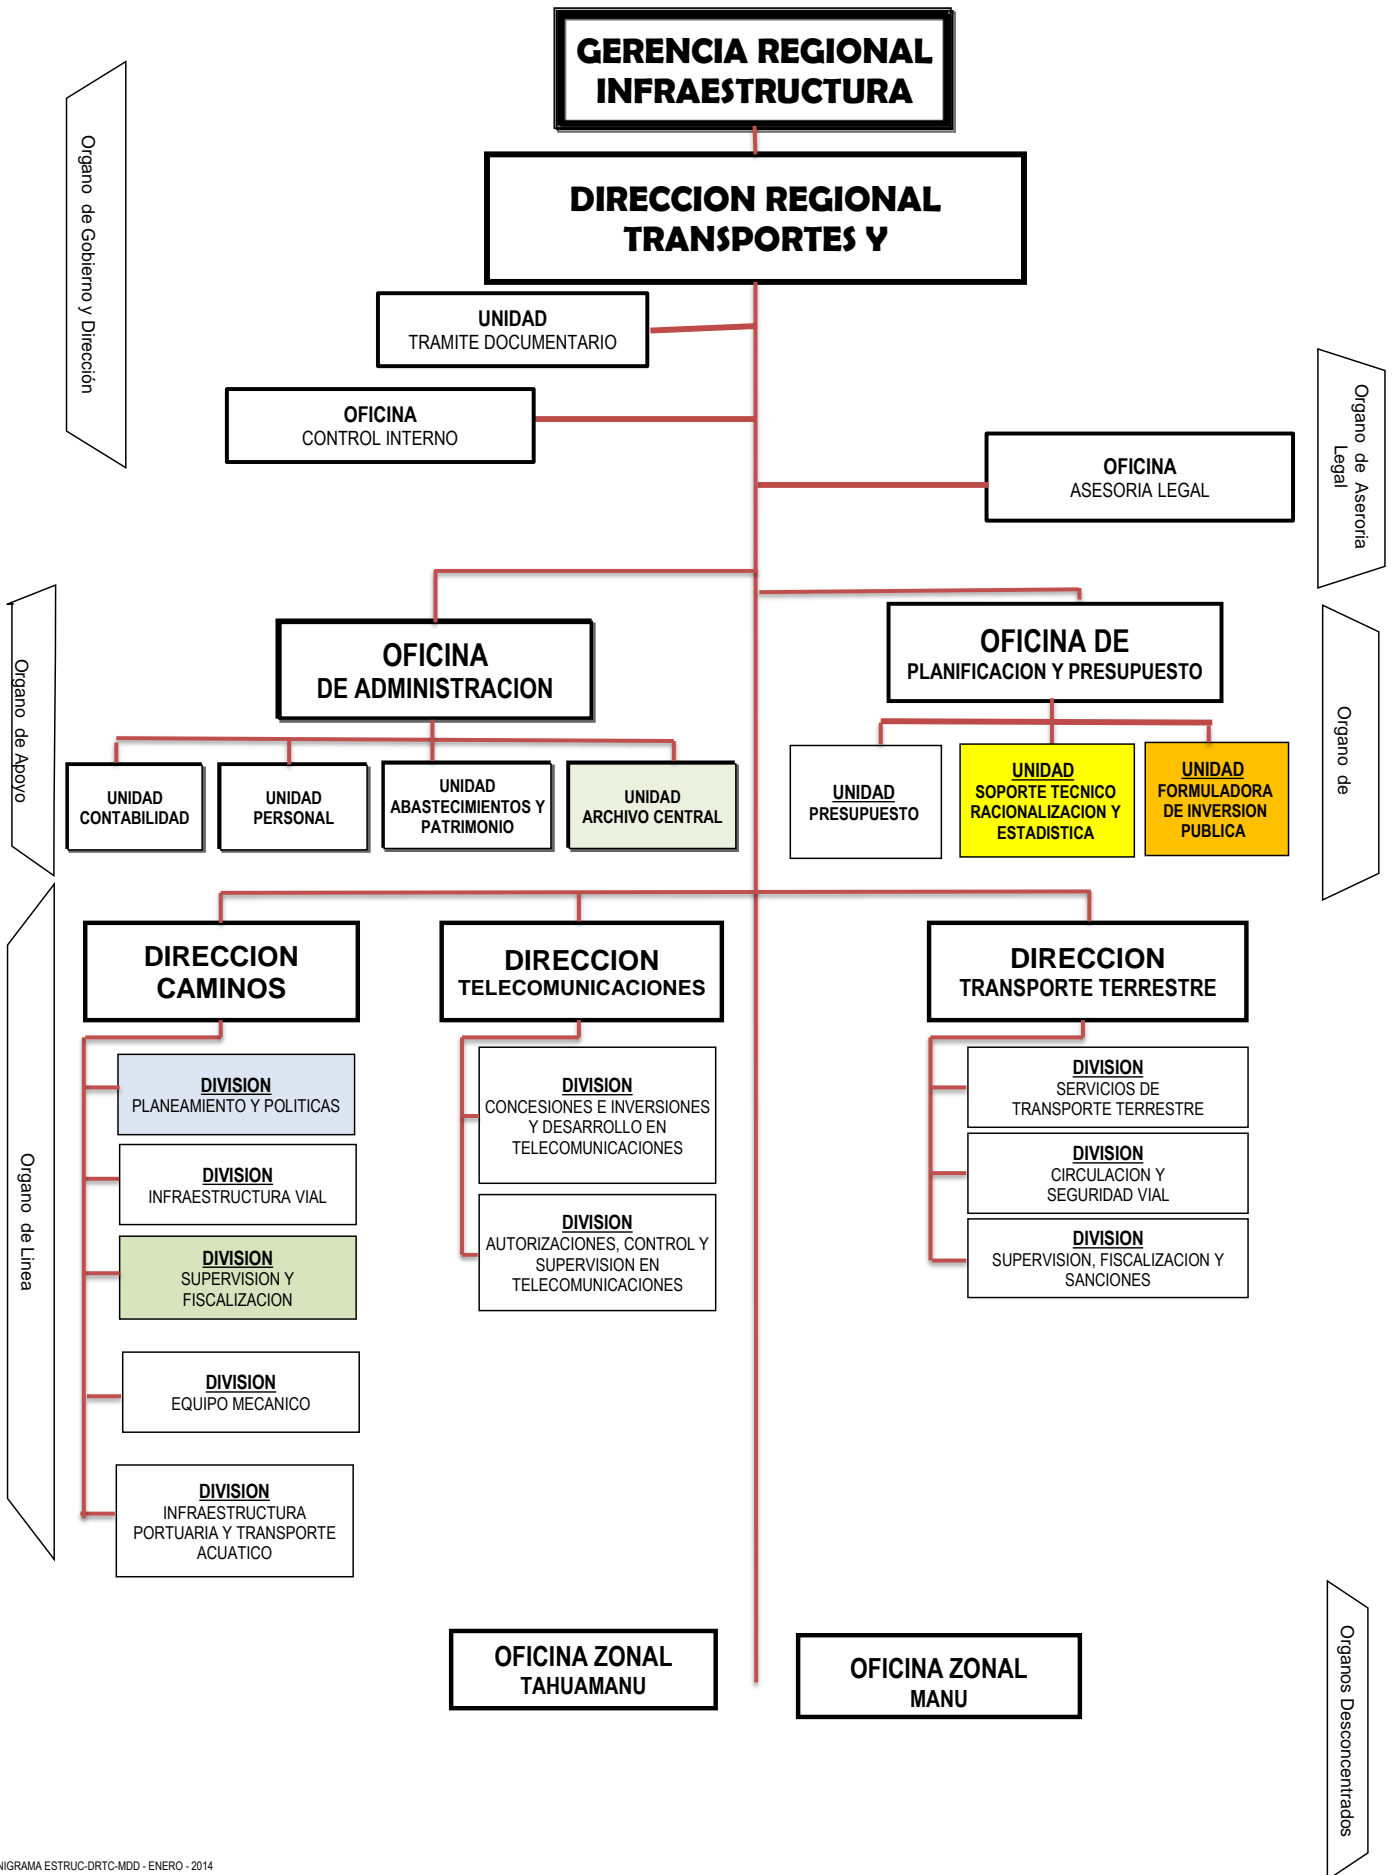 GERENCIA REGIONAL
INFRAESTRUCTURA
DIRECCION REGIONAL
TRANSPORTES Y
Organo de Gobierno y Dirección
UNIDAD
TRAMITE DOCUMENTARIO
OFICINA
CONTROL INTERNO
OFICINA
ASESORIA LEGAL
Organo de Aseroria
Legal
Organo de Apoyo
OFICINA
DE ADMINISTRACION
OFICINA DE
PLANIFICACION Y PRESUPUESTO
Organo de
UNIDAD
CONTABILIDAD
UNIDAD
PERSONAL
UNIDAD
ABASTECIMIENTOS Y
PATRIMONIO
UNIDAD
ARCHIVO CENTRAL
UNIDAD
PRESUPUESTO
UNIDAD
SOPORTE TECNICO
RACIONALIZACION Y
ESTADISTICA
UNIDAD
FORMULADORA
DE INVERSION
PUBLICA
Organo de Linea
DIRECCION
CAMINOS
DIRECCION
TELECOMUNICACIONES
DIRECCION
TRANSPORTE TERRESTRE
DIVISION
PLANEAMIENTO Y POLITICAS
DIVISION
INFRAESTRUCTURA VIAL
DIVISION
SUPERVISION Y
FISCALIZACION
DIVISION
EQUIPO MECANICO
DIVISION
INFRAESTRUCTURA
PORTUARIA Y TRANSPORTE
ACUATICO
DIVISION
CONCESIONES E INVERSIONES
Y DESARROLLO EN
TELECOMUNICACIONES
DIVISION
AUTORIZACIONES, CONTROL Y
SUPERVISION EN
TELECOMUNICACIONES
DIVISION
SERVICIOS DE
TRANSPORTE TERRESTRE
DIVISION
CIRCULACION Y
SEGURIDAD VIAL
DIVISION
SUPERVISION, FISCALIZACION Y
SANCIONES
OFICINA ZONAL
TAHUAMANU
OFICINA ZONAL
MANU
Organos Desconcentrados
NIGRAMA ESTRUC-DRTC-MDD - ENERO - 2014